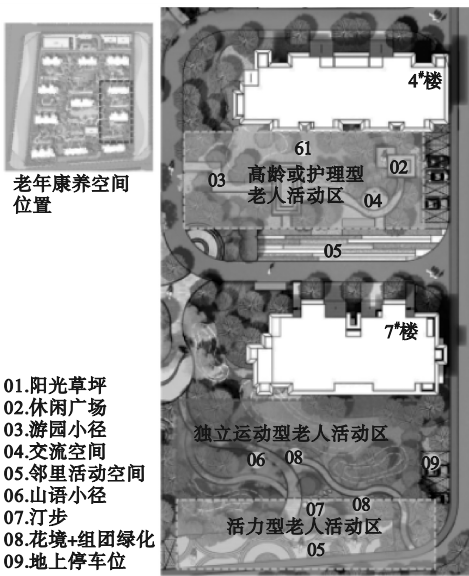 老年康养空间
位置
4#楼
61
高龄或护理型
老人活动区
02
03
04
05
7#楼
独立运动型老人活动区
06
08
09
07
08
活力型老人活动区
05
01.阳光草坪
02.休闲广场
03.游园小径
04.交流空间
05.邻里活动空间
06.山语小径
07.汀步
08.花境+组团绿化
09.地上停车位